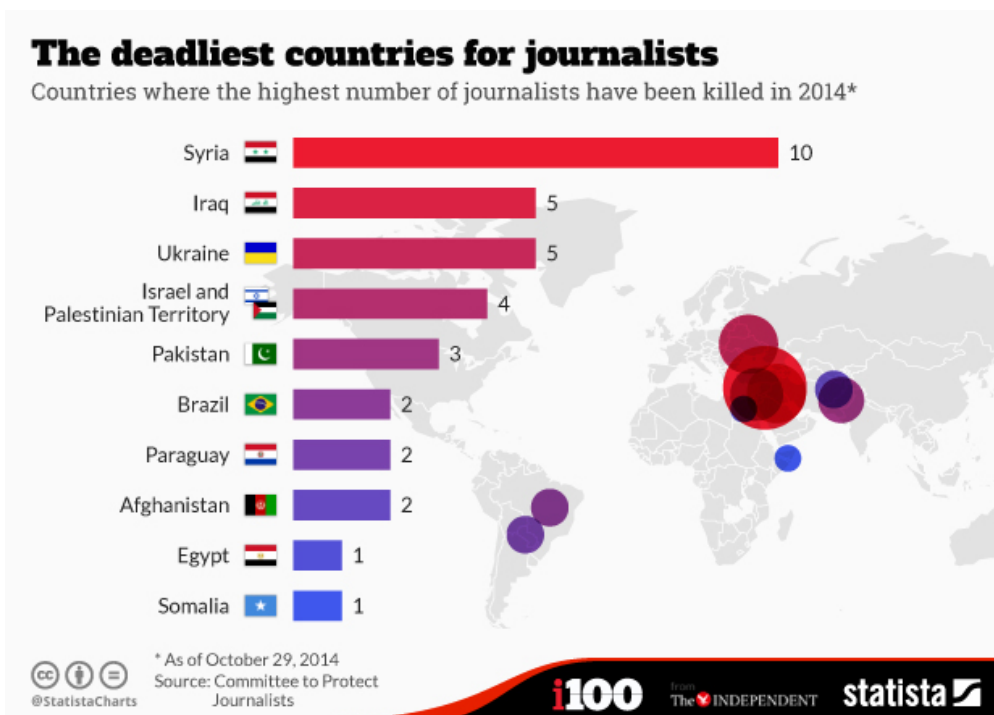 The deadliest countries for journalists
Countries where the highest number of journalists have been killed in 2014*
Syria 10
Iraq 5
Ukraine 5
Israel and
Palestinian Territory 4
Pakistan 3
Brazil 2
Paraguay 2
Afghanistan 2
Egypt 1
Somalia 1
* As of October 29, 2014
Source: Committee to Protect
Journalists
cc
@StatistaCharts
i100
from
The INDEPENDENT
statista